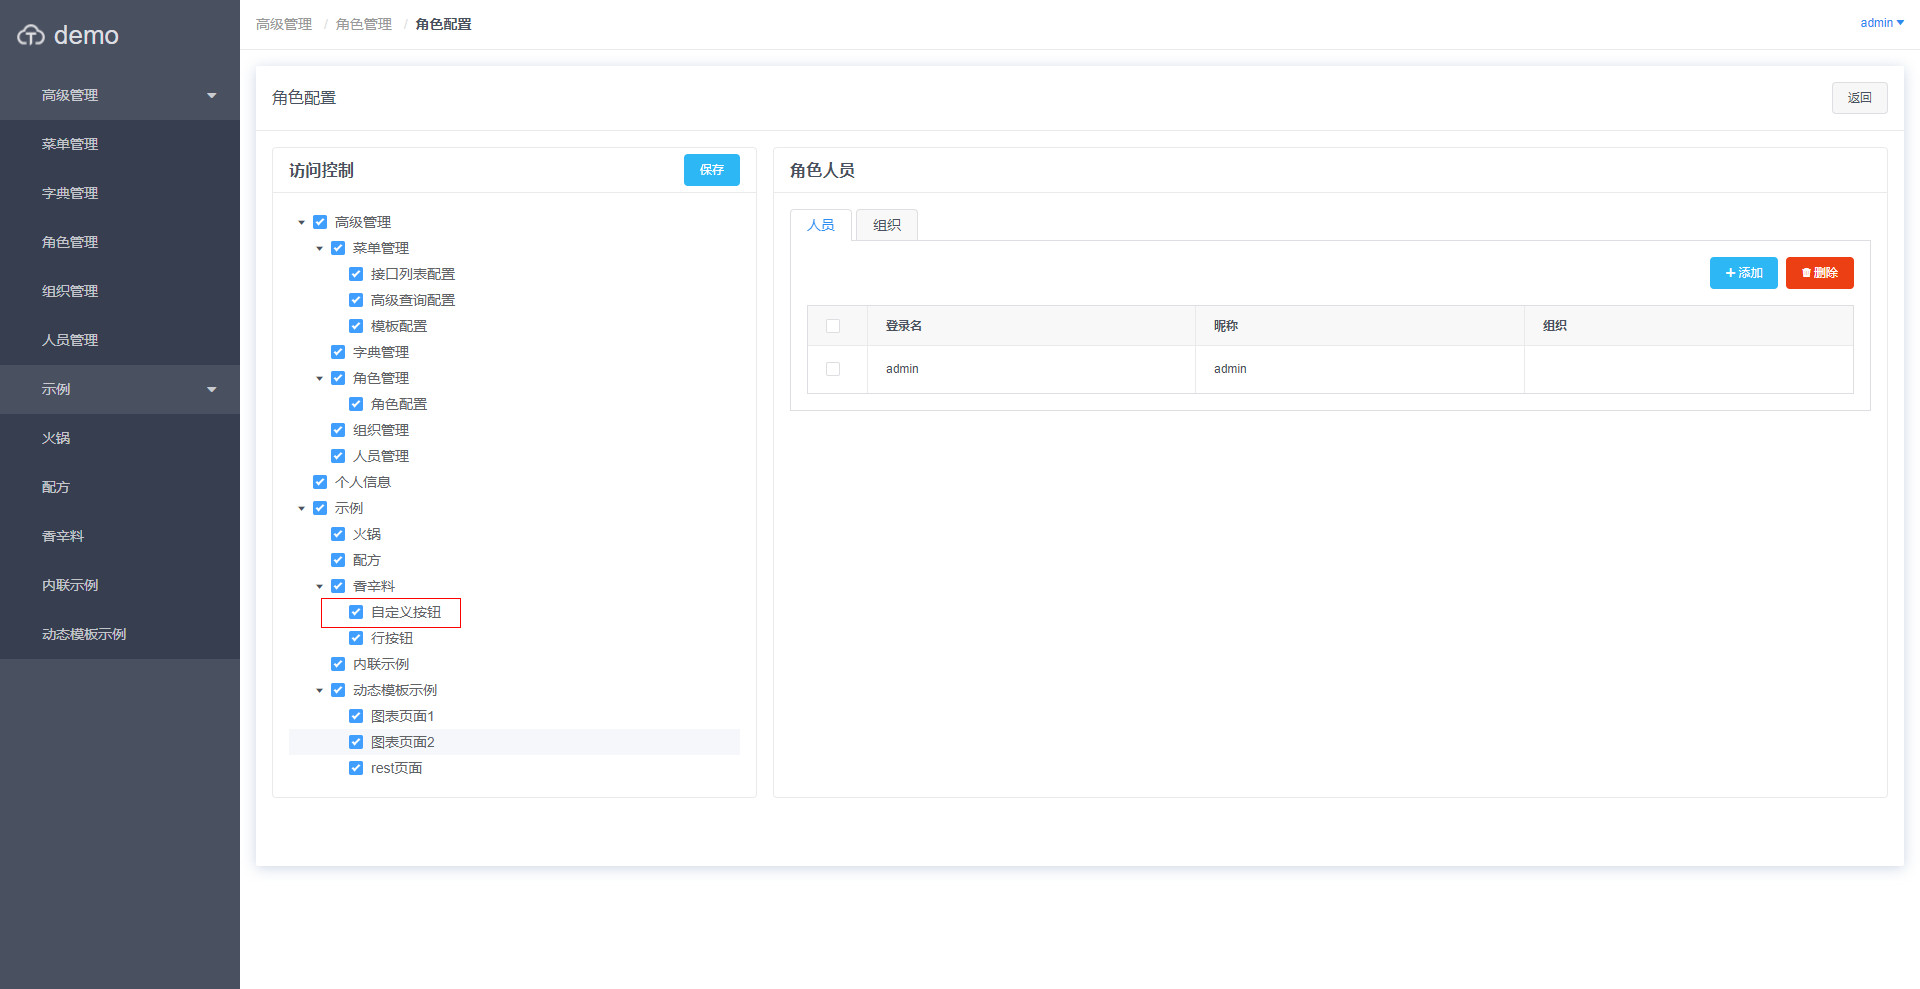 demo
高级管理
菜单管理
字典管理
角色管理
组织管理
人员管理
示例
火锅
配方
香辛料
内联示例
动态模板示例
高级管理 / 角色管理 / 角色配置
admin
角色配置
返回
访问控制
保存
高级管理
菜单管理
接口列表配置
高级查询配置
模板配置
字典管理
角色管理
角色配置
组织管理
人员管理
个人信息
示例
火锅
配方
香辛料
自定义按钮
行按钮
内联示例
动态模板示例
图表页面1
图表页面2
rest页面
角色人员
人员 组织
添加 删除
登录名 昵称 组织
admin admin